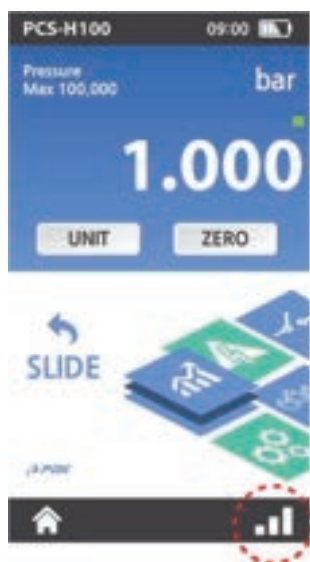 PCS-H100 09:00
Pressure
Max 100,000
bar
1.000
UNIT ZERO
SLIDE